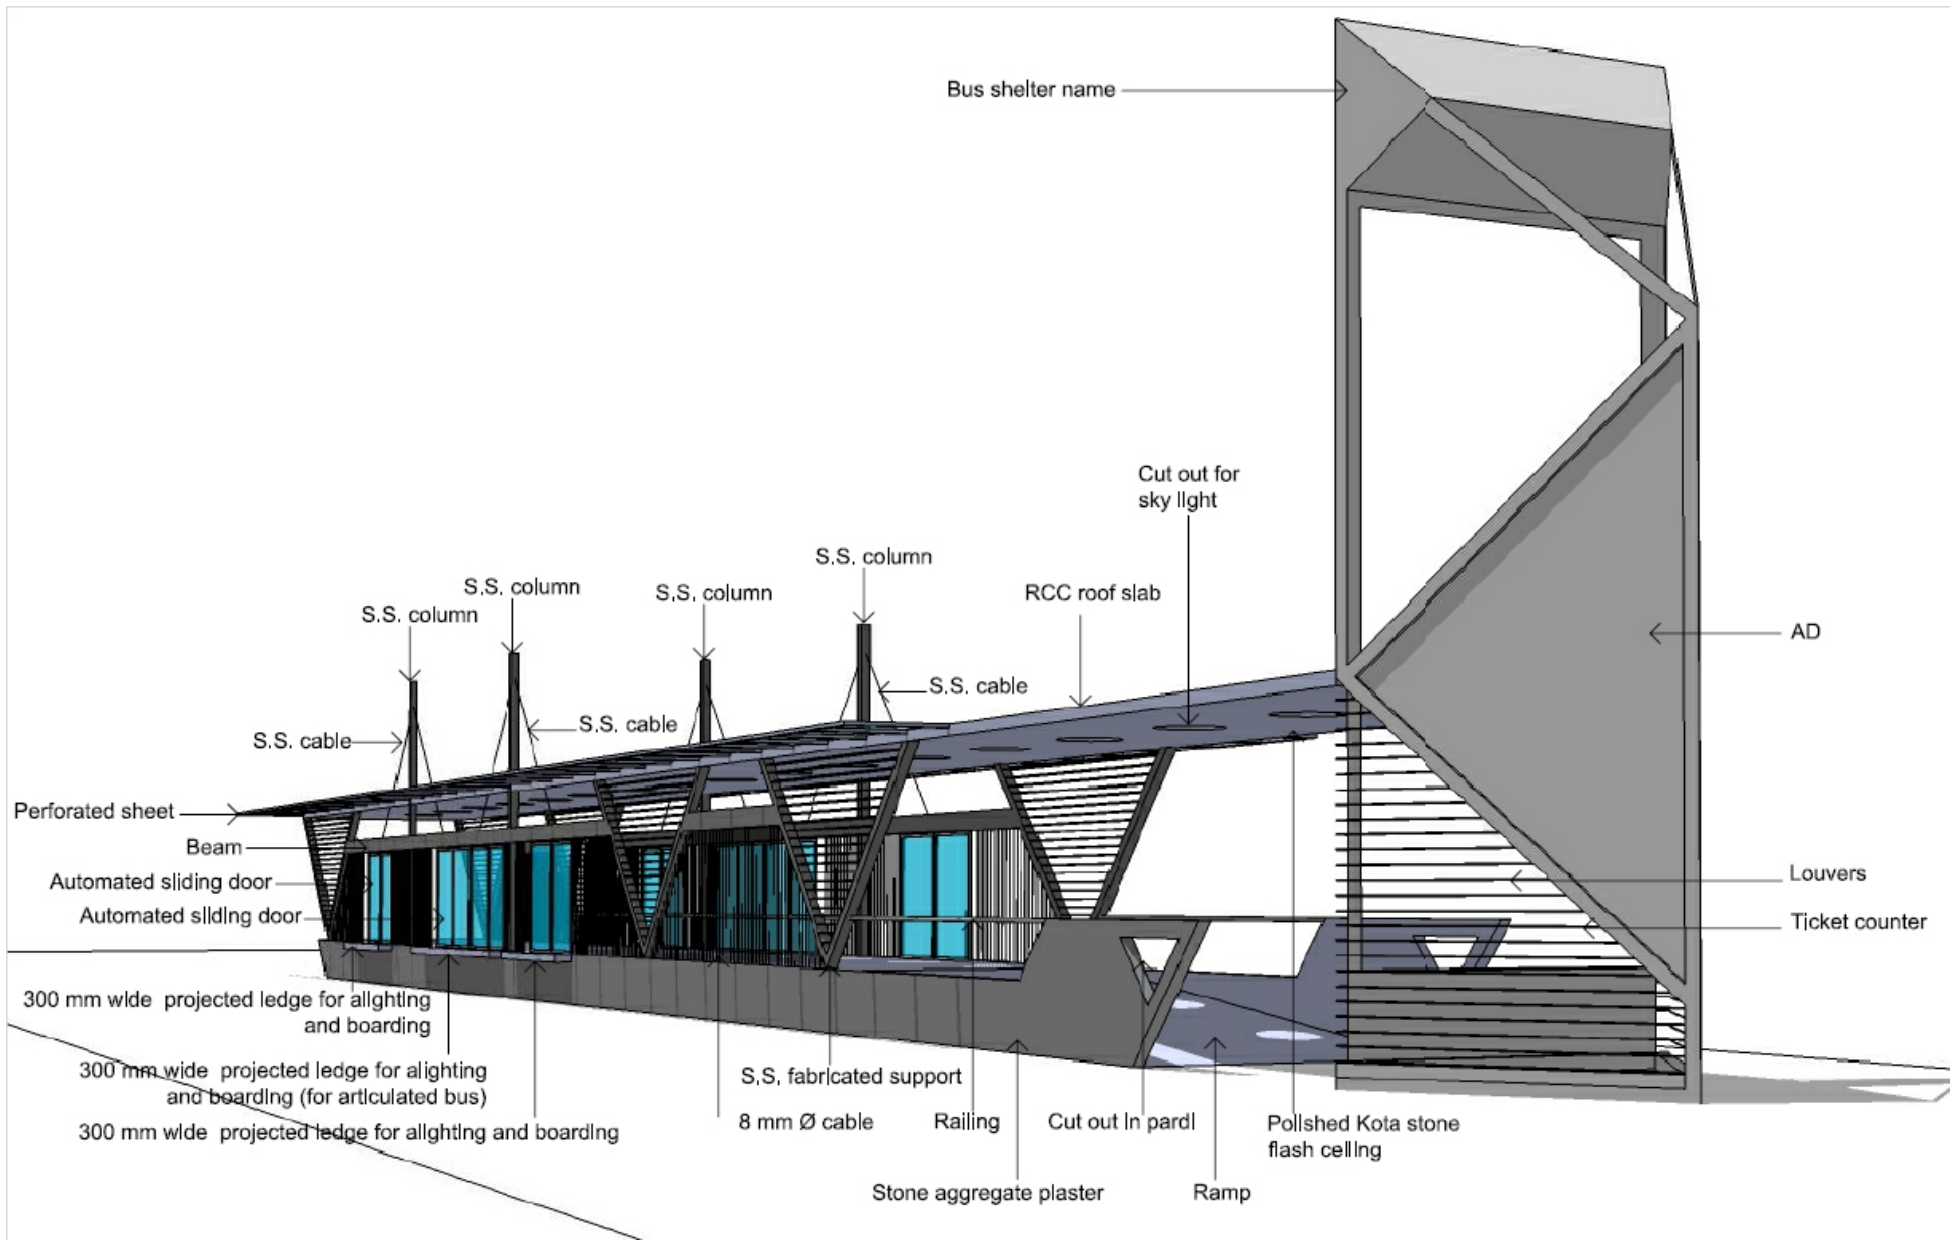 Bus shelter name
Cut out for
sky light
S.S. column
S.S. column
S.S. column
S.S. column
RCC roof slab
AD
S.S. cable
S.S. cable
S.S. cable
Perforated sheet
Beam
Automated sliding door
Automated sliding door
Louvers
Ticket counter
300 mm wide projected ledge for alighting
and boarding
300 mm wide projected ledge for alighting
and boarding (for articulated bus)
300 mm wide projected ledge for alighting and boarding
S.S. fabricated support
8 mm Ø cable
Railing
Cut out in pardi
Polished Kota stone
flash ceiling
Stone aggregate plaster
Ramp